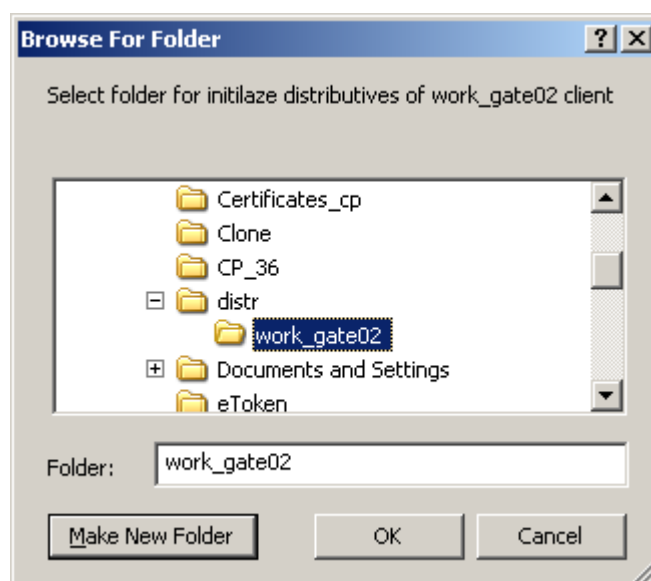 Browse For Folder
Select folder for initilaze distributives of work_gate02 client
Certificates_cp
Clone
CP_36
distr
work_gate02
Documents and Settings
eToken
Folder: work_gate02
Make New Folder OK Cancel